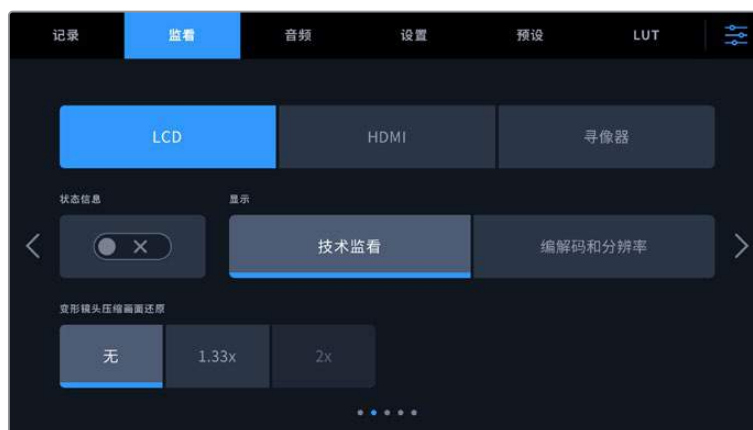 记录 监看 音频 设置 预设 LUT
LCD HDMI 寻像器
状态信息 显示
技术监看 编解码和分辨率
变形镜头压缩画面还原
无 1.33x 2x